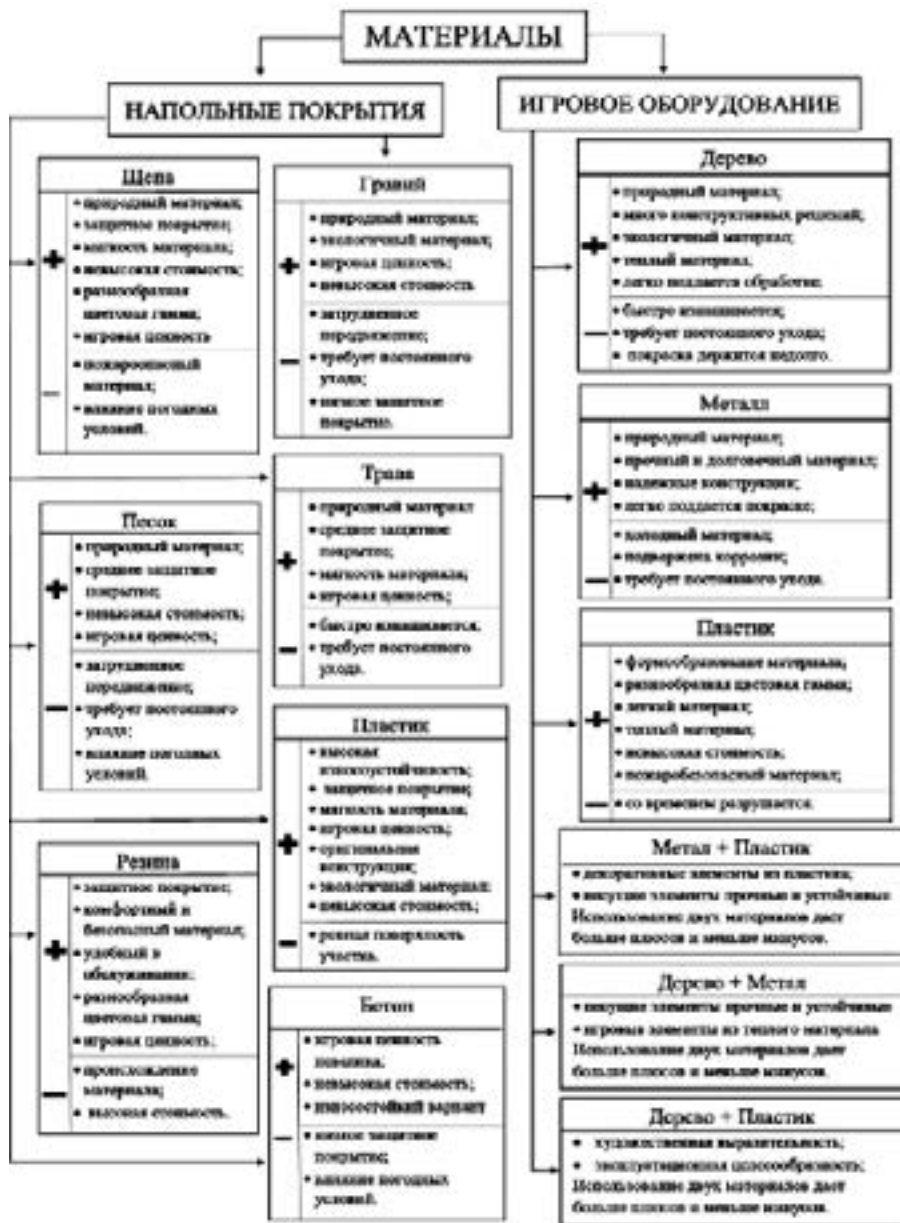 МАТЕРИАЛЫ
НАПОЛЬНЫЕ ПОКРЫТИЯ
Щепа
+
• природный материал;
• защитное покрытие;
• мягкость материала;
• невысокая стоимость;
• разнообразная
цветовая гамма;
• игровая ценность
–
• пожароопасный
материал;
• влияние погодных
условий.
Гравий
+
• природный материал;
• экологичный материал;
• игровая ценность;
• невысокая стоимость
–
• затрудненное
передвижение;
• требует постоянного
ухода;
• низкое защитное
покрытие.
Трава
+
• природный материал
• среднее защитное
покрытие;
• мягкость материала;
• игровая ценность;
–
• быстро изнашивается;
• требует постоянного
ухода.
Песок
+
• природный материал;
• среднее защитное
покрытие;
• невысокая стоимость;
• игровая ценность;
–
• затрудненное
передвижение;
• требует постоянного
ухода;
• влияние погодных
условий.
Пластик
+
• высокая
износоустойчивость;
• защитное покрытие;
• мягкость материала;
• игровая ценность;
• оригинальная
конструкция;
• экологичный материал;
• невысокая стоимость;
–
• ровная поверхность
участка.
Резина
+
• защитное покрытие;
• комфортный и
безопасный материал;
• удобный в
обслуживании;
• разнообразная
цветовая гамма;
• игровая ценность;
–
• происхождение
материала;
• высокая стоимость.
Бетон
+
• игровая ценность
• невысокая стоимость;
• износостойкий вариант
–
• низкое защитное
покрытие;
• влияние погодных
условий.
ИГРОВОЕ ОБОРУДОВАНИЕ
Дерево
+
• природный материал;
• много конструктивных решений;
• экологичный материал;
• теплый материал;
• легко поддается обработке.
–
• быстро изнашивается;
• требует постоянного ухода;
• покраска держится недолго.
Металл
+
• природный материал;
• прочный и долговечный материал;
• надежные конструкции;
• легко поддается покраске;
–
• холодный материал;
• подвержена коррозии;
• требует постоянного ухода.
Пластик
+
• формообразование материала;
• разнообразная цветовая гамма;
• легкий материал;
• теплый материал;
• невысокая стоимость;
• пожаробезопасный материал;
–
• со временем разрушается.
Метал + Пластик
• декоративные элементы из пластика;
• несущие элементы прочные и устойчивые
Использование двух материалов дает
больше плюсов и меньше минусов.
Дерево + Метал
• несущие элементы прочные и устойчивые
• игровые элементы из теплого материала
Использование двух материалов дает
больше плюсов и меньше минусов.
Дерево + Пластик
• художественная выразительность;
• эксплуатационная целесообразность;
Использование двух материалов дает
больше плюсов и меньше минусов.